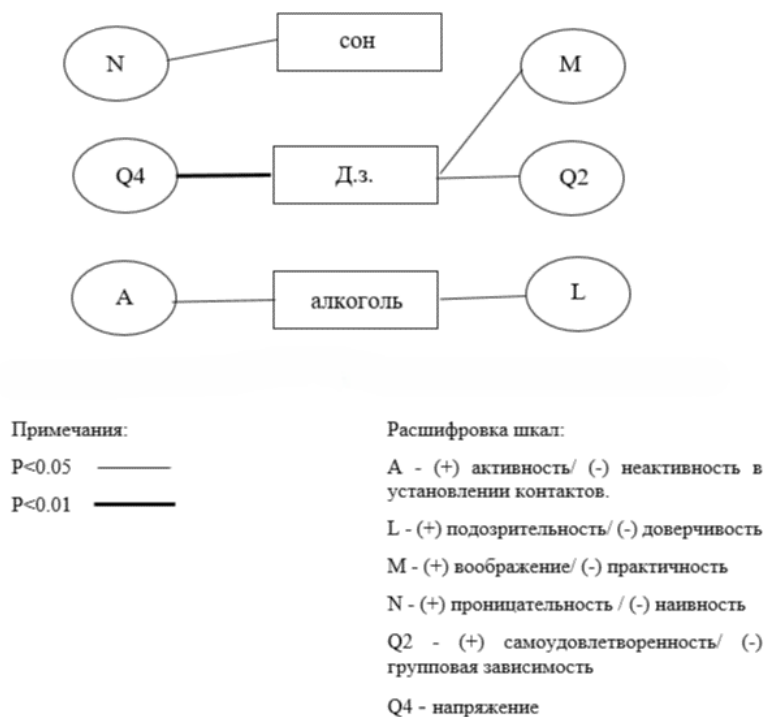 N
сон
M
Q4
Д.з.
Q2
A
алкоголь
L
Примечания:
P<0.05
P<0.01
Расшифровка шкал:
A - (+) активность/ (-) неактивность в
установлении контактов.
L - (+) подозрительность/ (-) доверчивость
M - (+) воображение/ (-) практичность
N - (+) проницательность / (-) наивность
Q2 - (+) самоудовлетворенность/ (-)
групповая зависимость
Q4 - напряжение